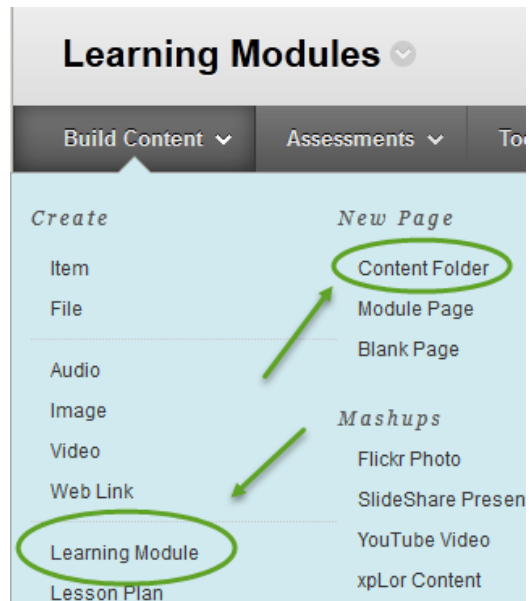 Learning Modules
Build Content
Assessments
Create
Item
File
Audio
Image
Video
Web Link
Learning Module
Lesson Plan
New Page
Content Folder
Module Page
Blank Page
Mashups
Flickr Photo
SlideShare
YouTube Video
xpLor Content